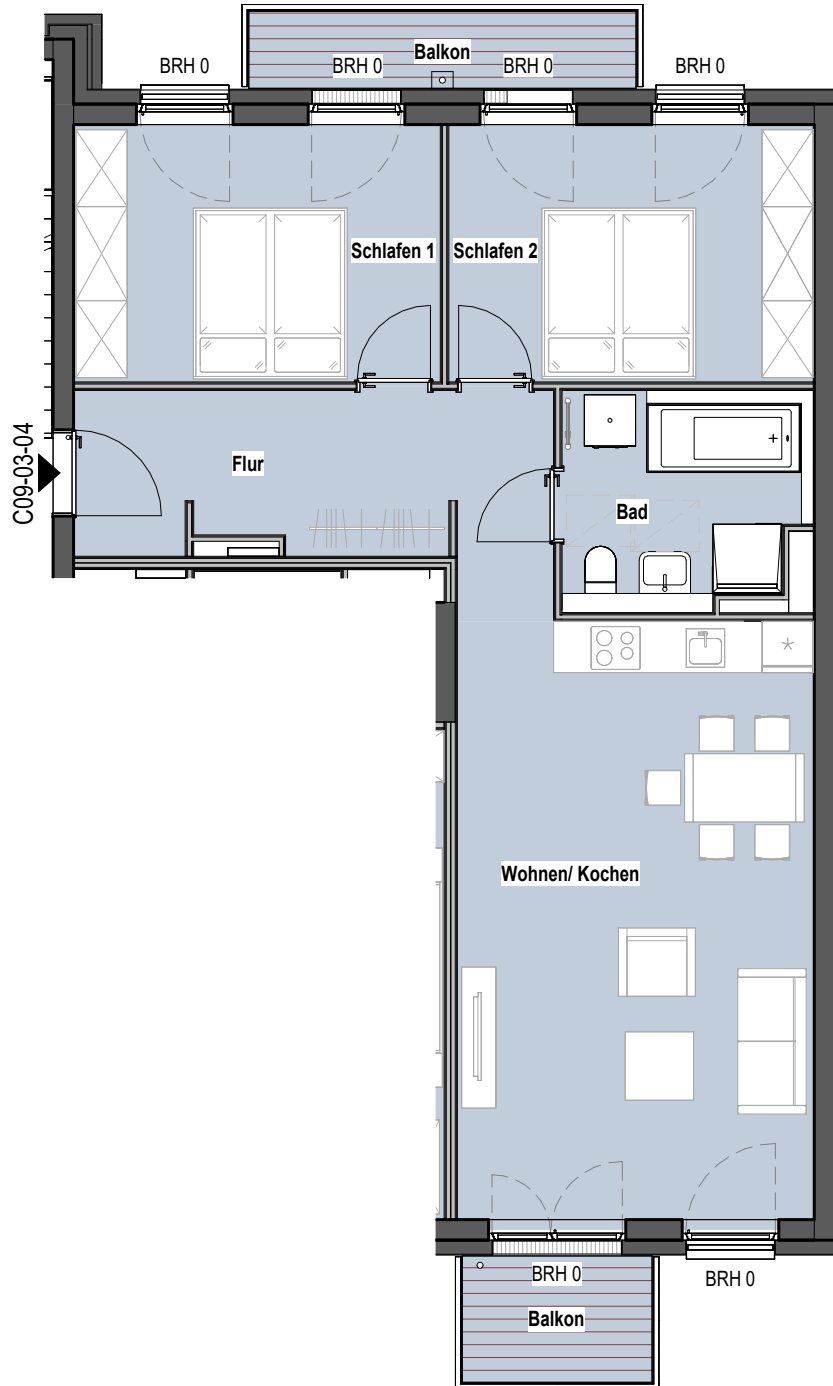 Balkon
BRH 0
BRH 0
BRH 0
BRH 0
Schlafen 1
Schlafen 2
C09-03-04
Flur
Bad
Wohnen/ Kochen
BRH 0
BRH 0
Balkon